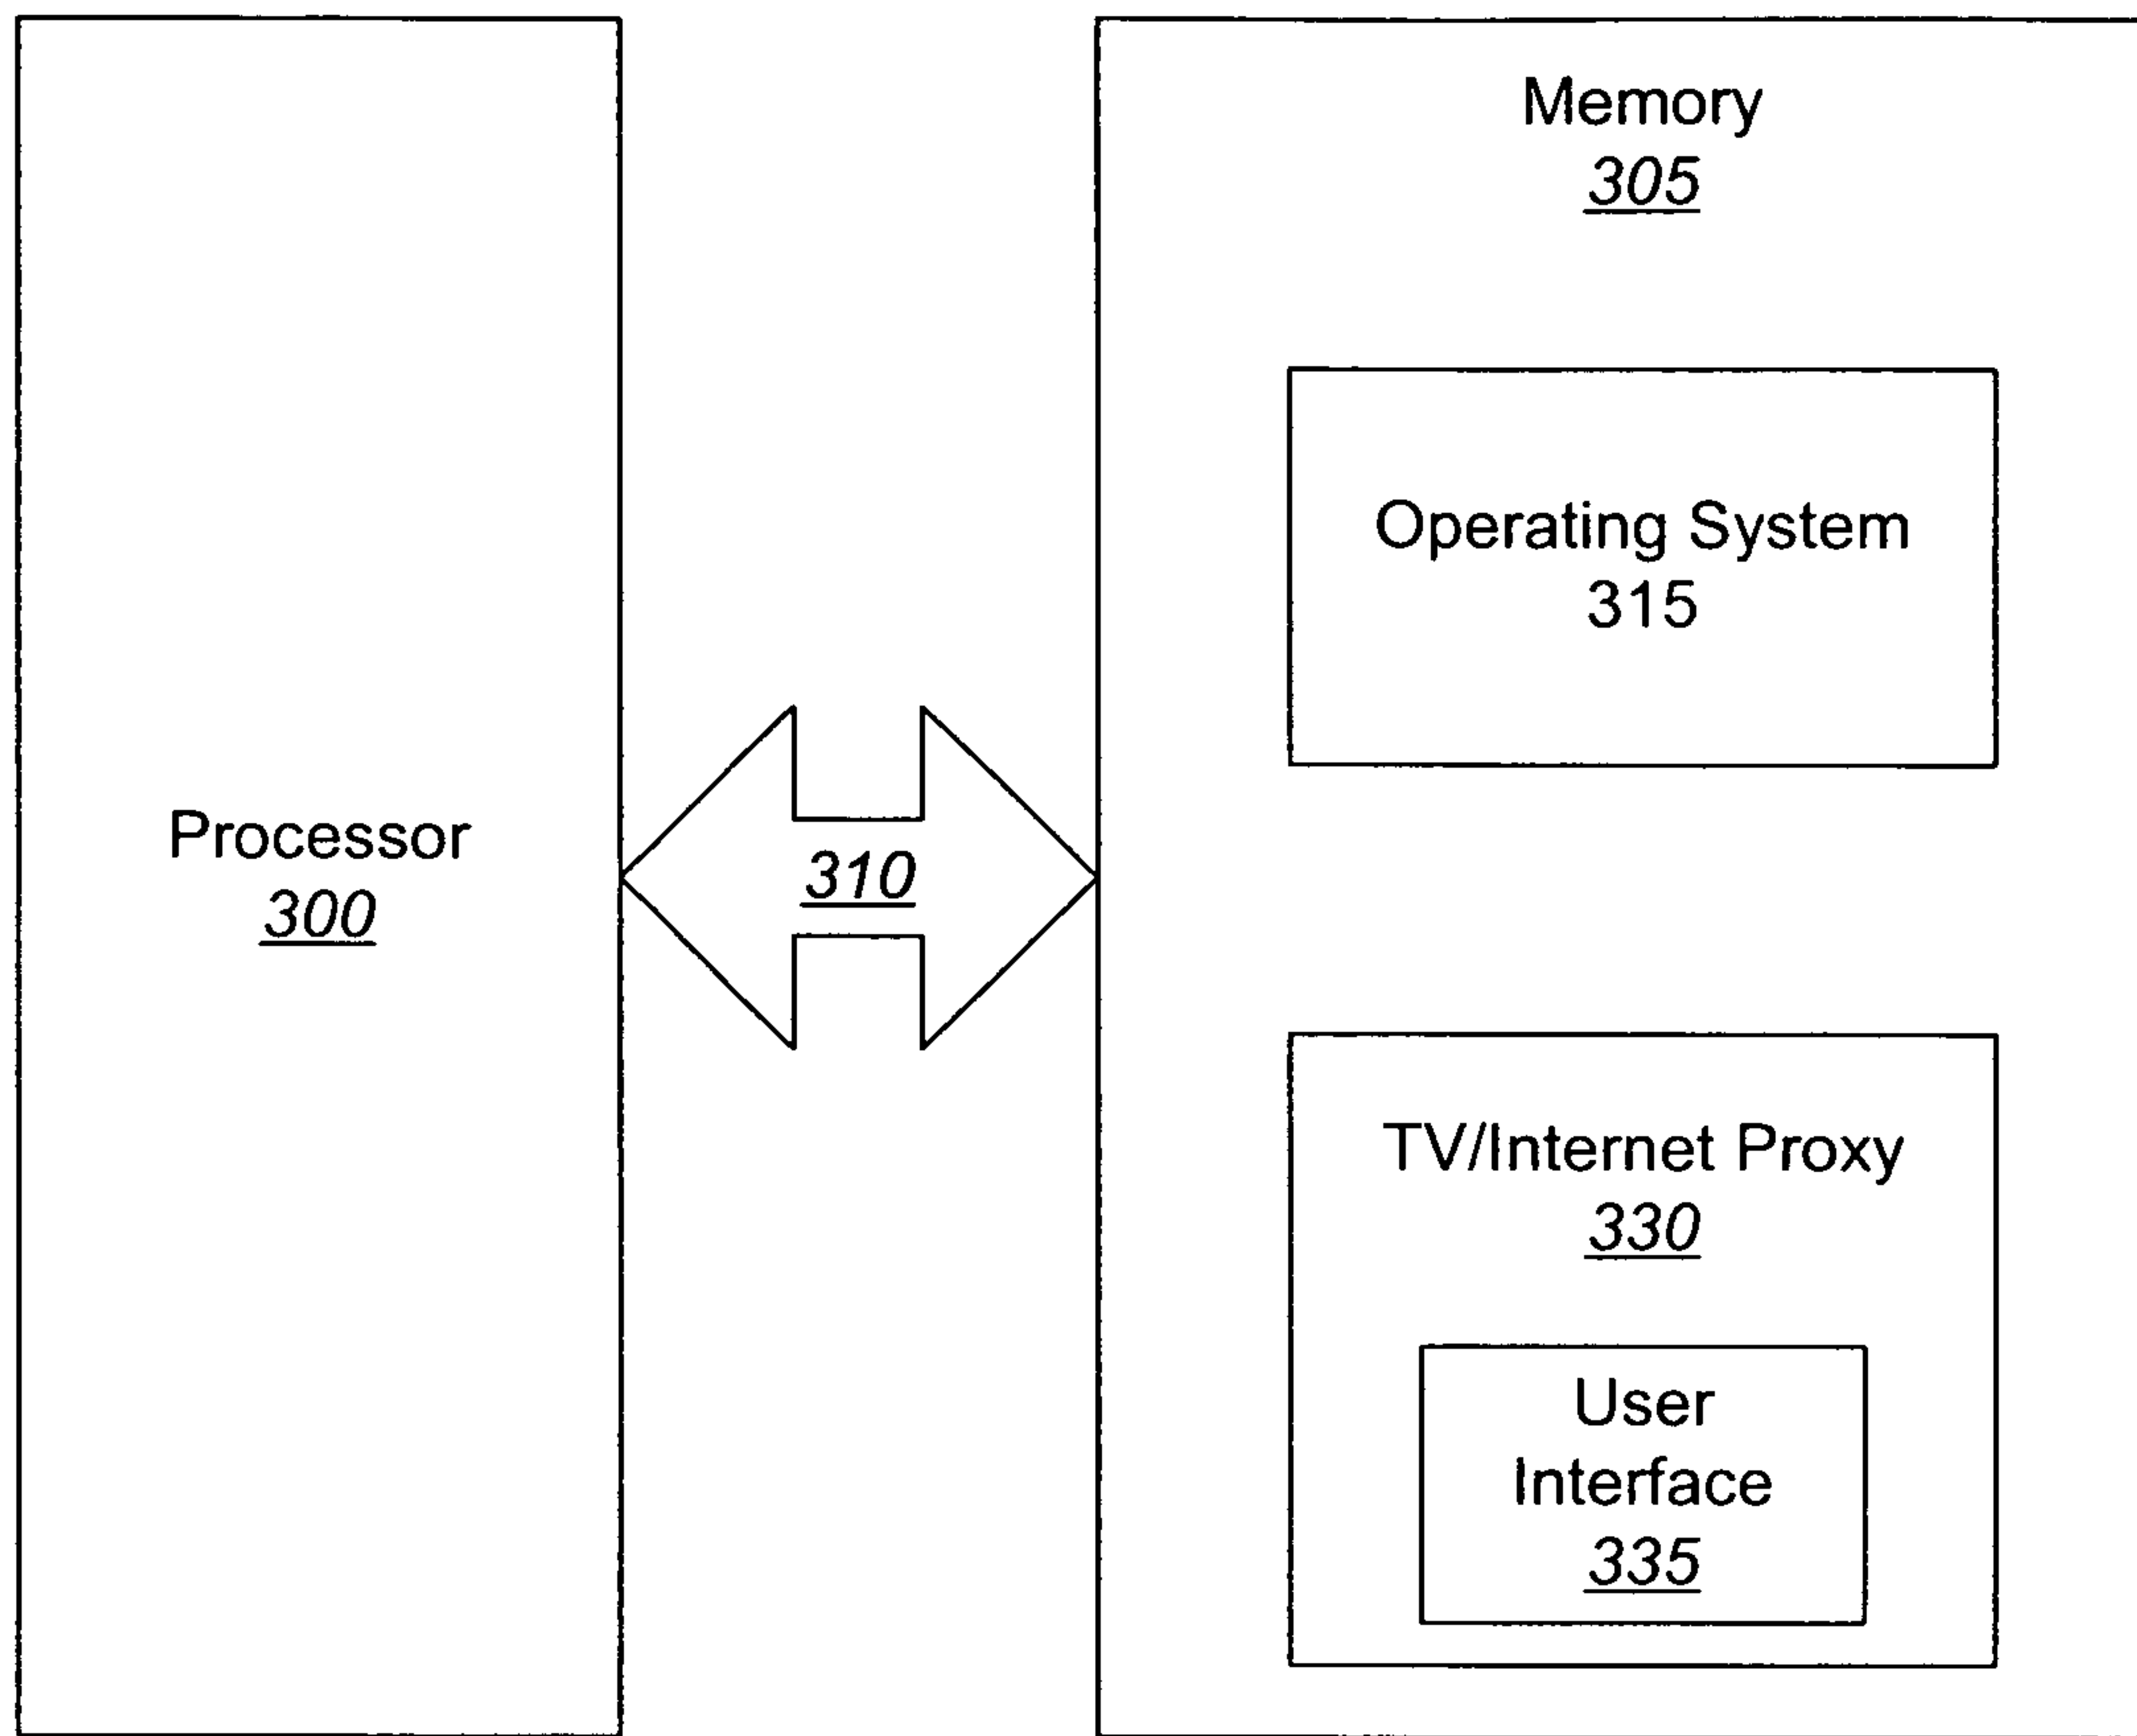 Processor
300
310
Memory
305
Operating System
315
TV/Internet Proxy
330
User
Interface
335